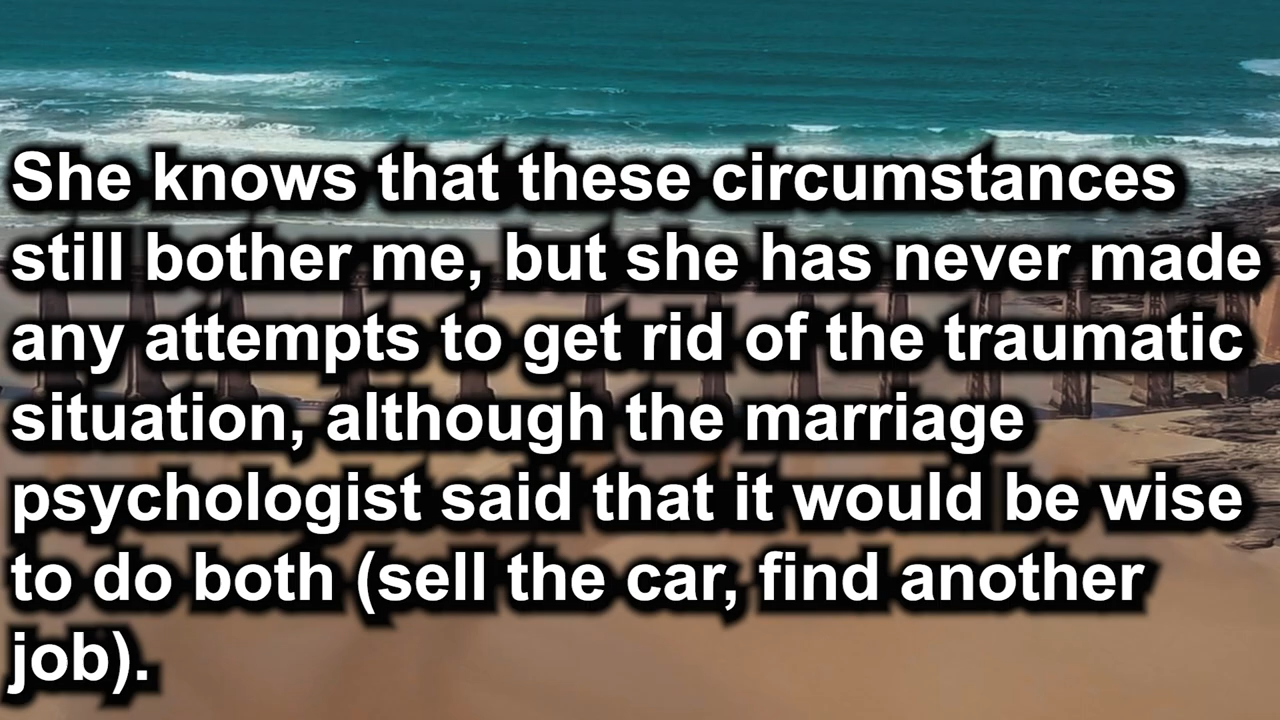 She knows that these circumstances
still bother me, but she has never made
any attempts to get rid of the traumatic
situation, although the marriage
psychologist said that it would be wise
to do both (sell the car, find another
job).